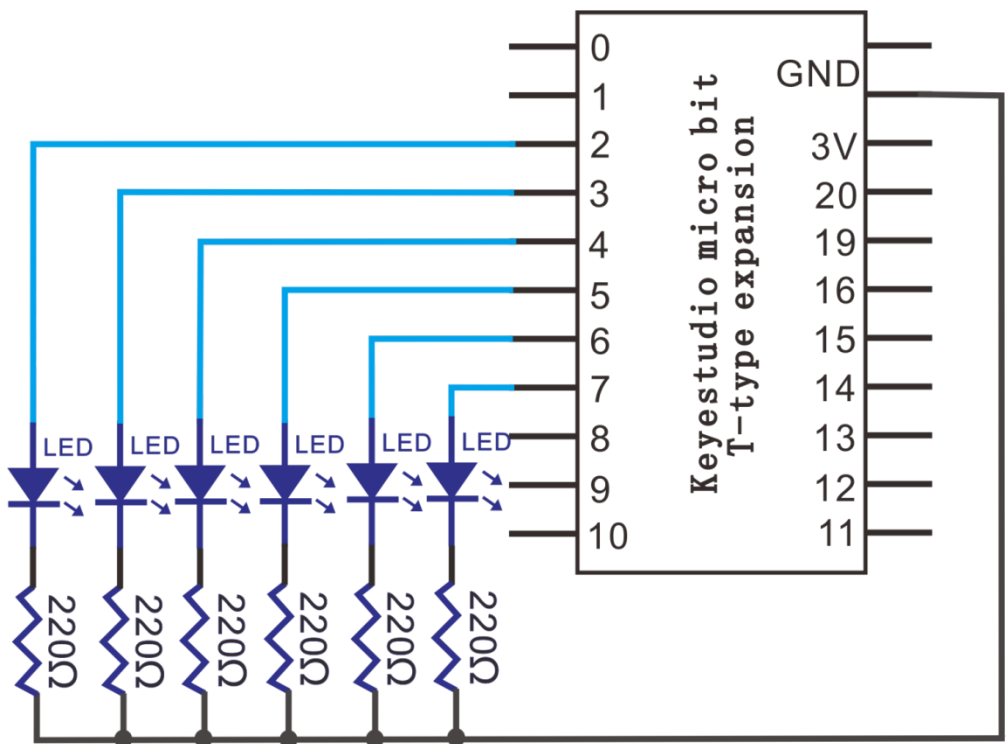 0
1
2
3
4
5
6
7
8
9
10
Keyestudio micro bit
T-type expansion
GND
3V
20
19
16
15
14
13
12
11
LED
LED
LED
LED
LED
LED
220Ω
220Ω
220Ω
220Ω
220Ω
220Ω